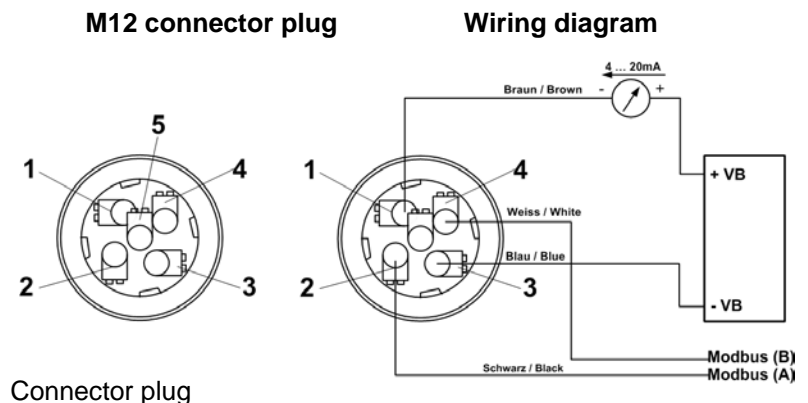 M12 connector plug
Wiring diagram
4 ... 20mA
Braun / Brown
- +
5
1
4
2
3
1
4
+ VB
Weiss / White
Blau / Blue
2
3
- VB
Modbus (B)
Schwarz / Black
Modbus (A)
Connector plug